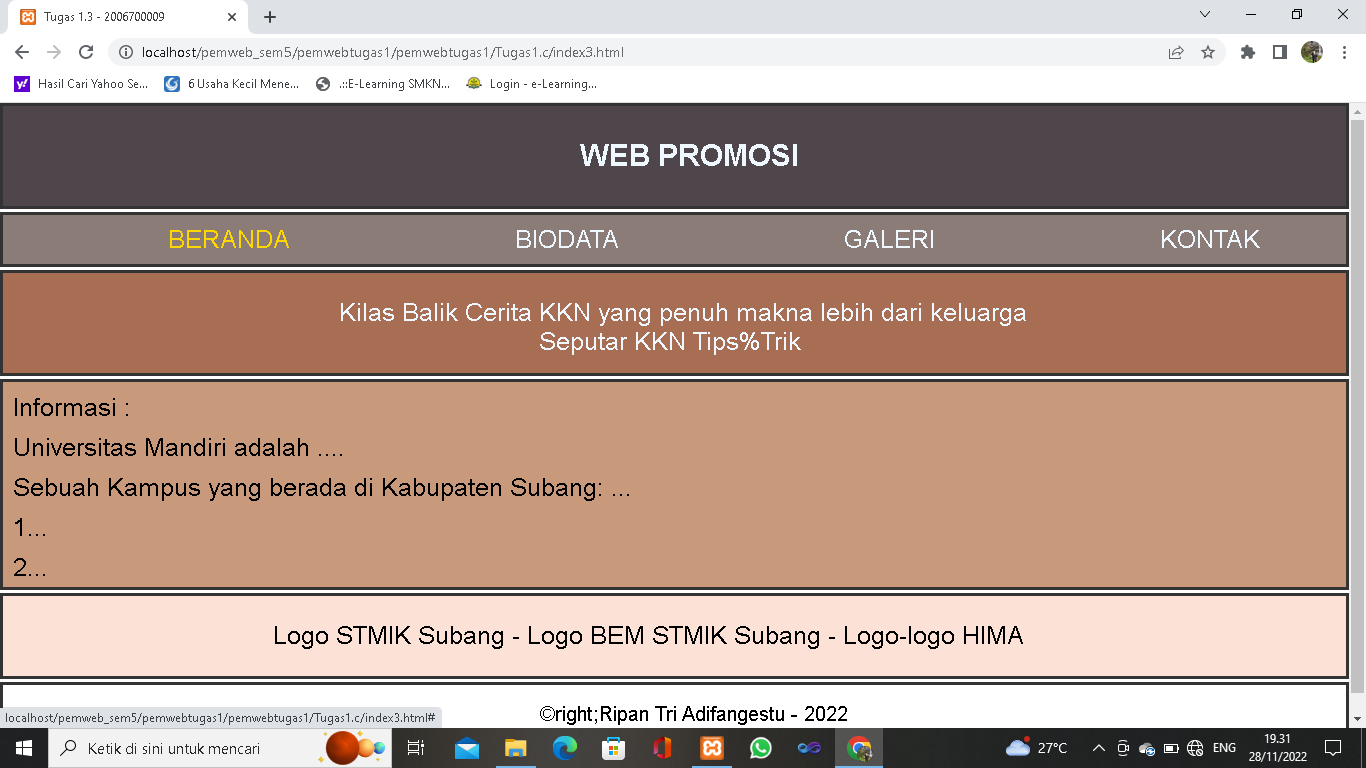 Tugas 1.3 - 2006700009
localhost/pemweb_sem5/pemwebtugas1/pemwebtugas1/Tugas1.c/index3.html
Hasil Cari Yahoo Se... 6 Usaha Kecil Mene... .::E-Learning SMKN... Login - e-Learning...
WEB PROMOSI
BERANDA BIODATA GALERI KONTAK
Kilas Balik Cerita KKN yang penuh makna lebih dari keluarga
Seputar KKN Tips%Trik
Informasi :
Universitas Mandiri adalah ....
Sebuah Kampus yang berada di Kabupaten Subang: ...
1...
2...
Logo STMIK Subang - Logo BEM STMIK Subang - Logo-logo HIMA
©right;Ripan Tri Adifangestu - 2022
localhost/pemweb_sem5/pemwebtugas1/pemwebtugas1/Tugas1.c/index3.html#
Ketik di sini untuk mencari
27°C
ENG
19.31
28/11/2022